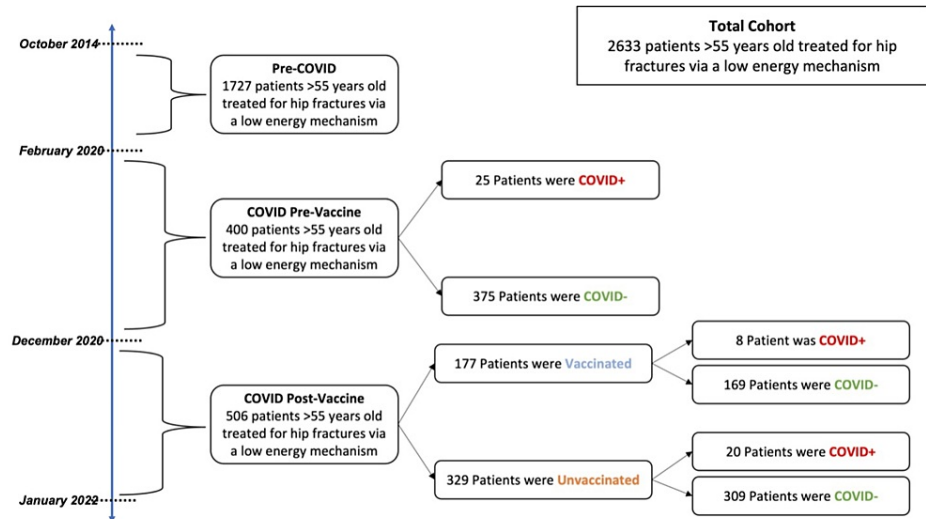 Total Cohort
2633 patients >55 years old treated for hip
fractures via a low energy mechanism
October 2014
Pre-COVID
1727 patients >55 years old
treated for hip fractures via
a low energy mechanism
February 2020
25 Patients were COVID+
COVID Pre-Vaccine
400 patients >55 years old
treated for hip fractures via
a low energy mechanism
375 Patients were COVID-
December 2020
8 Patient was COVID+
177 Patients were Vaccinated
169 Patients were COVID-
COVID Post-Vaccine
506 patients >55 years old
treated for hip fractures via
a low energy mechanism
20 Patients were COVID+
329 Patients were Unvaccinated
309 Patients were COVID-
January 2022